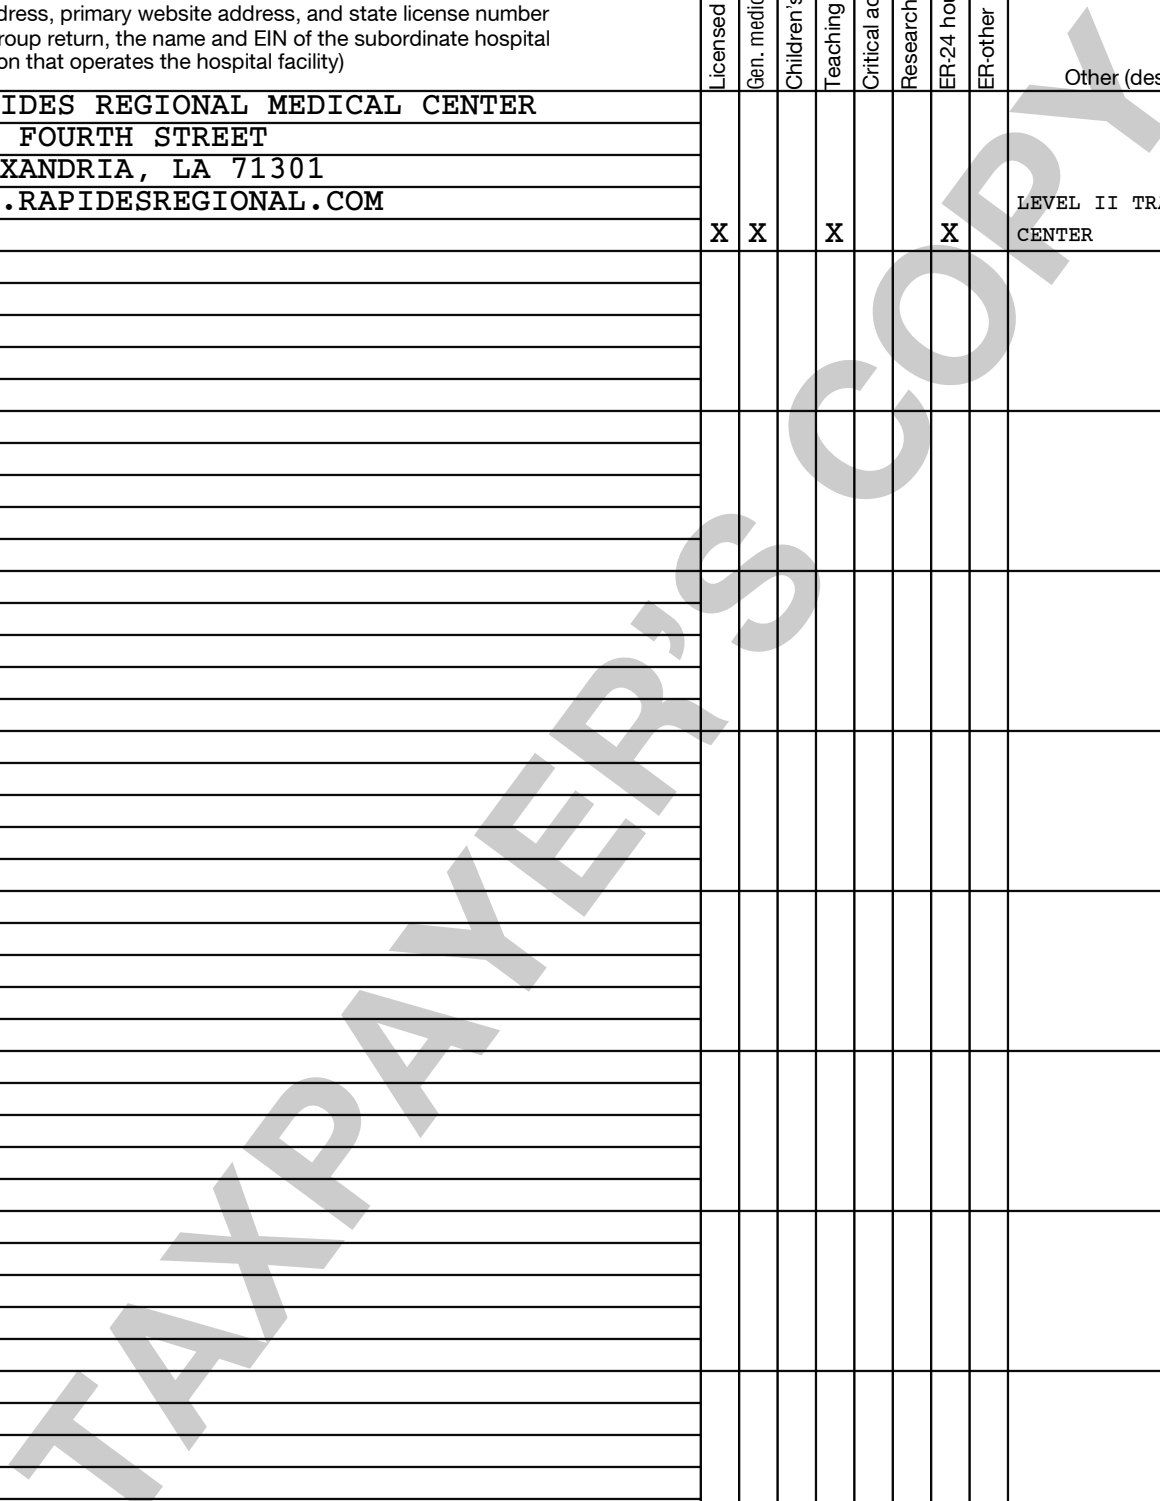 dress, primary website address, and state license number
roup return, the name and EIN of the subordinate hospital
on that operates the hospital facility)
Licensed
Gen. medic
Children's
Teaching
Critical ac
Research
ER-24 ho
ER-other
Other (des
IDES REGIONAL MEDICAL CENTER
FOURTH STREET
XANDRIA, LA 71301
.RAPIDESREGIONAL.COM
LEVEL II TRA
X X X X CENTER
TAXPAYER'S COPY